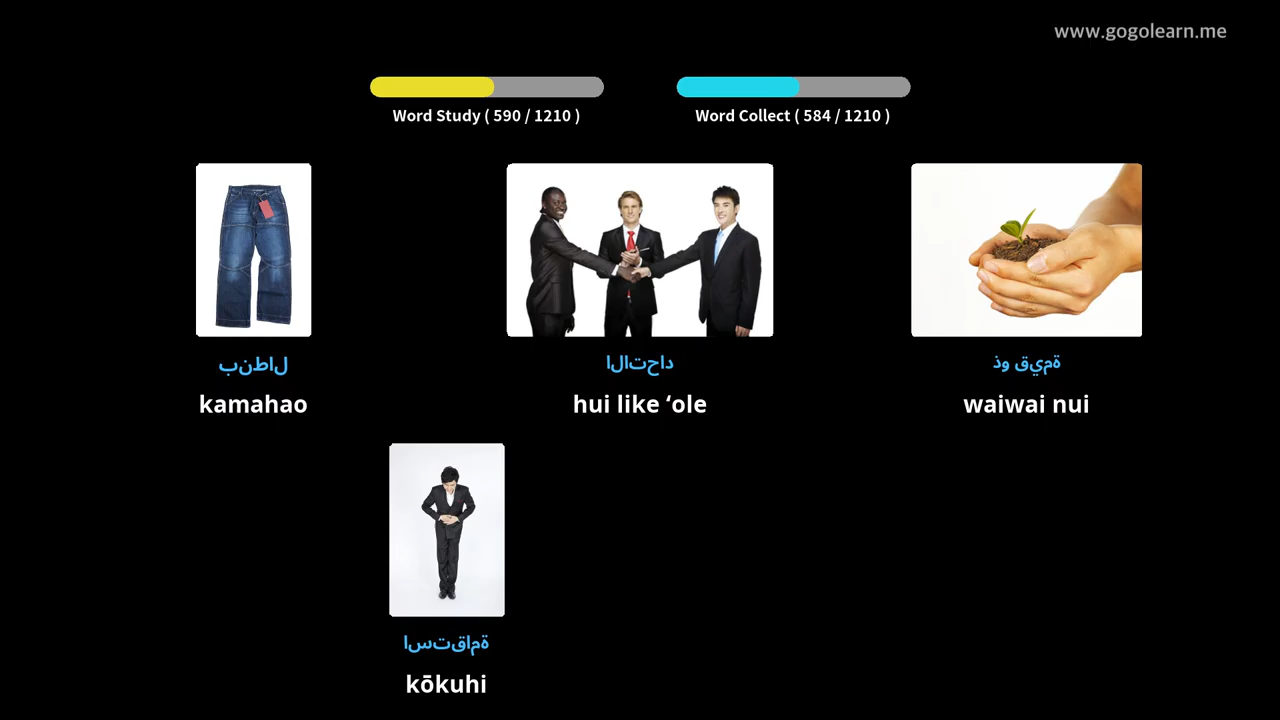 www.gogolearn.me
Word Study ( 590 / 1210 )
Word Collect ( 584 / 1210 )
بنطال
الاتحاد
ذو قيمة
kamahao
hui like ʻole
waiwai nui
استقامة
kōkuhi